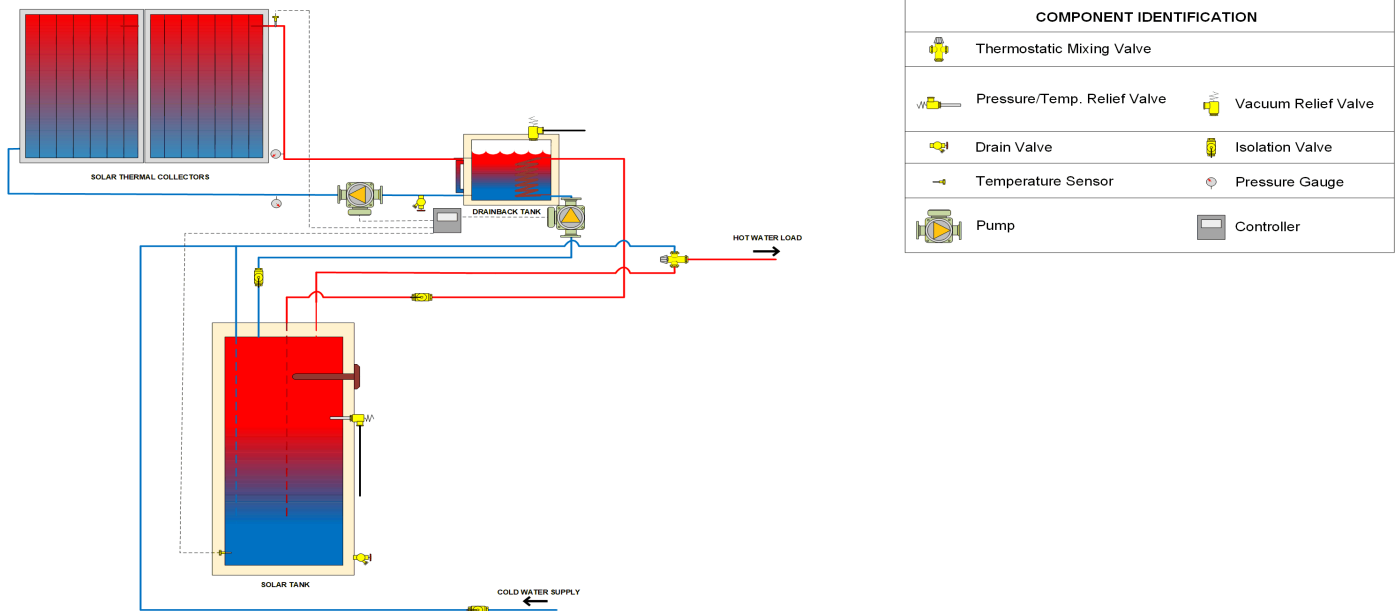 COMPONENT IDENTIFICATION
Thermostatic Mixing Valve
Pressure/Temp. Relief Valve
Vacuum Relief Valve
Drain Valve
Isolation Valve
Temperature Sensor
Pressure Gauge
Pump
Controller
SOLAR THERMAL COLLECTORS
DRAINBACK TANK
HOT WATER LOAD
SOLAR TANK
COLD WATER SUPPLY